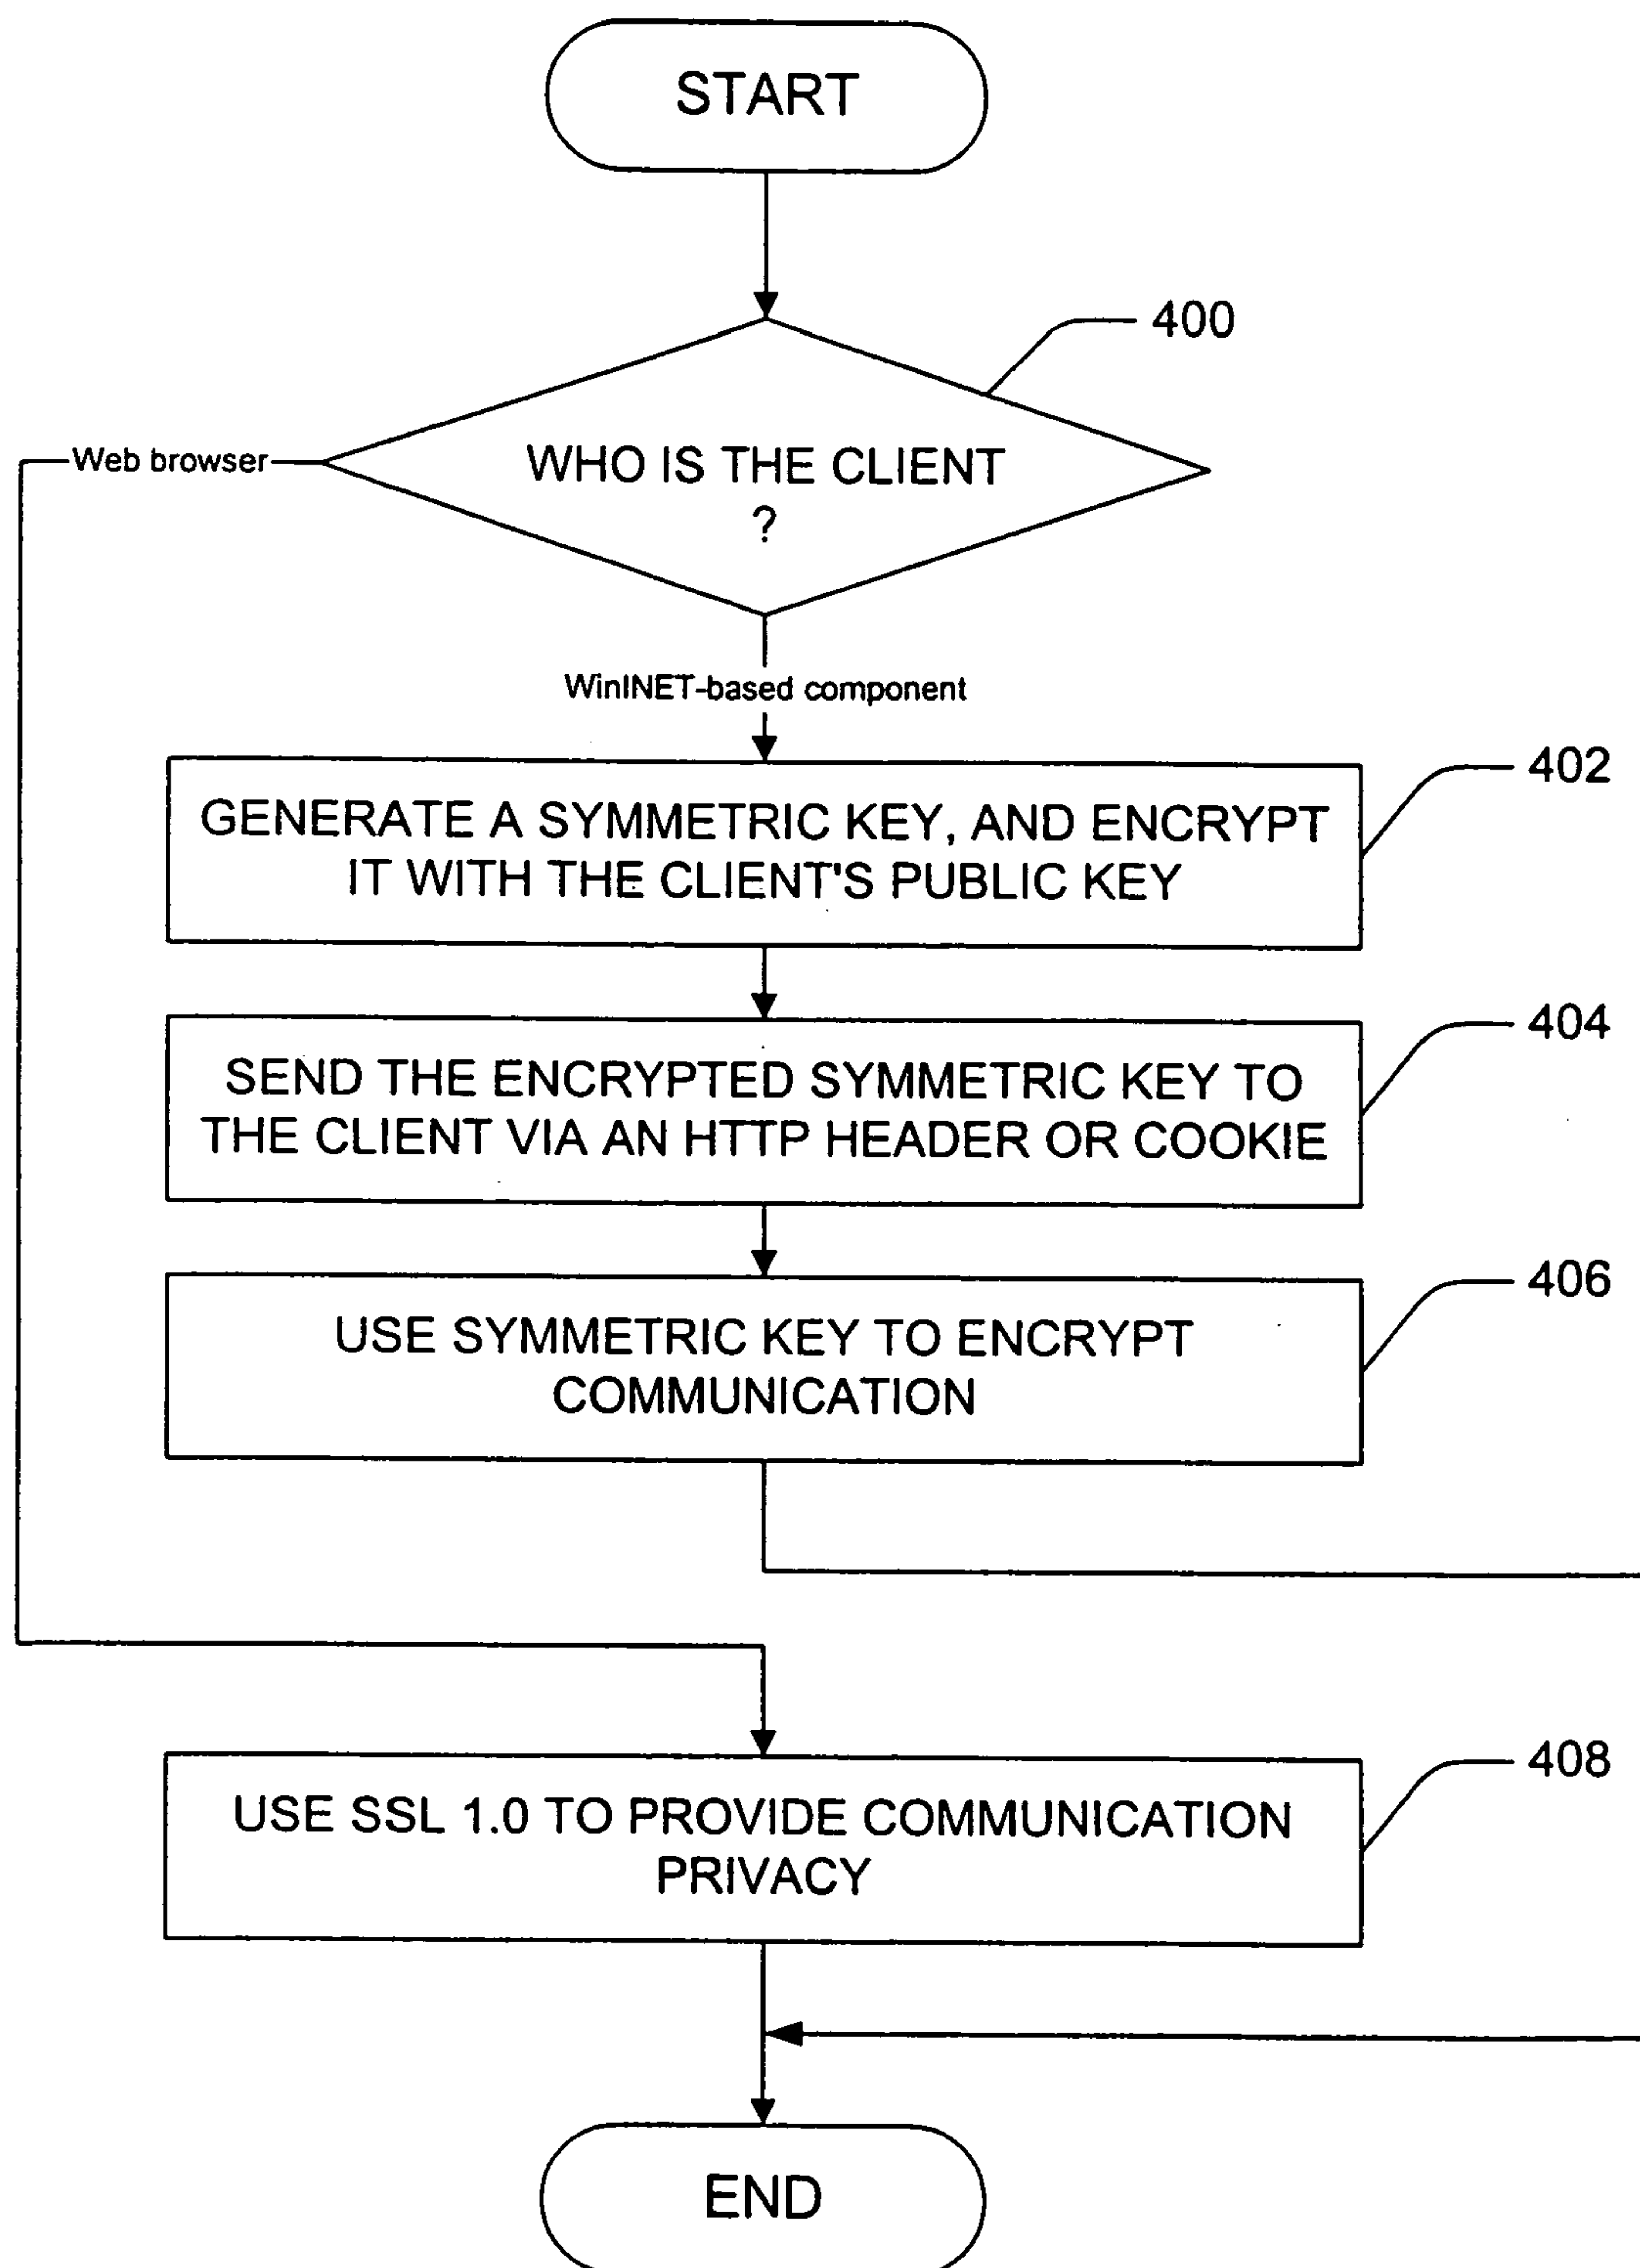 START
400
Web browser
WHO IS THE CLIENT
?
WinINET-based component
402
GENERATE A SYMMETRIC KEY, AND ENCRYPT
IT WITH THE CLIENT'S PUBLIC KEY
404
SEND THE ENCRYPTED SYMMETRIC KEY TO
THE CLIENT VIA AN HTTP HEADER OR COOKIE
406
USE SYMMETRIC KEY TO ENCRYPT
COMMUNICATION
408
USE SSL 1.0 TO PROVIDE COMMUNICATION
PRIVACY
END